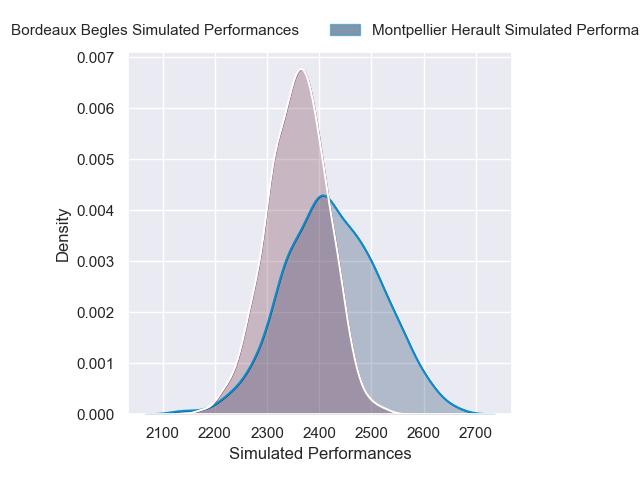 Bordeaux Begles Simulated Performances Montpellier Herault Simulated Performa
0.007
0.006
0.005
0.004
0.003
0.002
0.001
0.000
Density
2100 2200 2300 2400 2500 2600 2700
Simulated Performances